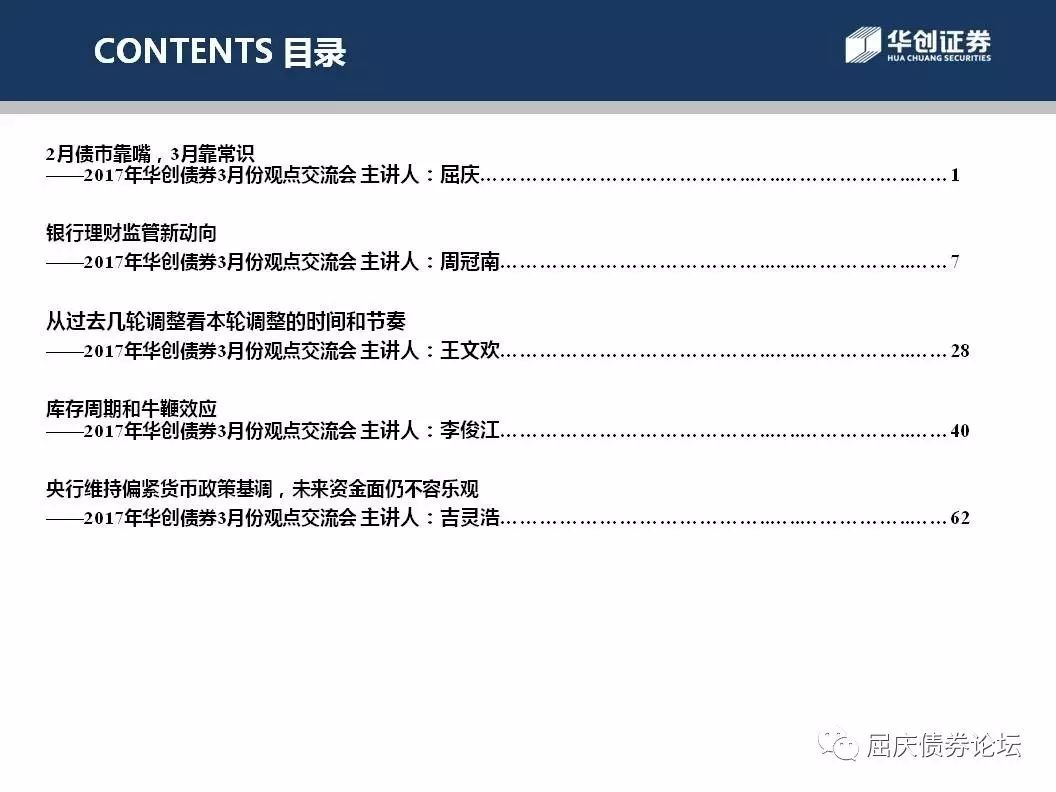 CONTENTS 目录
华创证券
HUA CHUANG SECURITIES
2月债市靠嘴，3月靠常识
——2017年华创债券3月份观点交流会 主讲人：屈庆……………………………………..…..………………..……1
银行理财监管新动向
——2017年华创债券3月份观点交流会 主讲人：周冠南……………………………………..…..………………..……7
从过去几轮调整看本轮调整的时间和节奏
——2017年华创债券3月份观点交流会 主讲人：王文欢……………………………………..…..………………..……28
库存周期和牛鞭效应
——2017年华创债券3月份观点交流会 主讲人：李俊江……………………………………..…..………………..……40
央行维持偏紧货币政策基调，未来资金面仍不容乐观
——2017年华创债券3月份观点交流会 主讲人：吉灵浩……………………………………..…..………………..……62
屈庆债券论坛